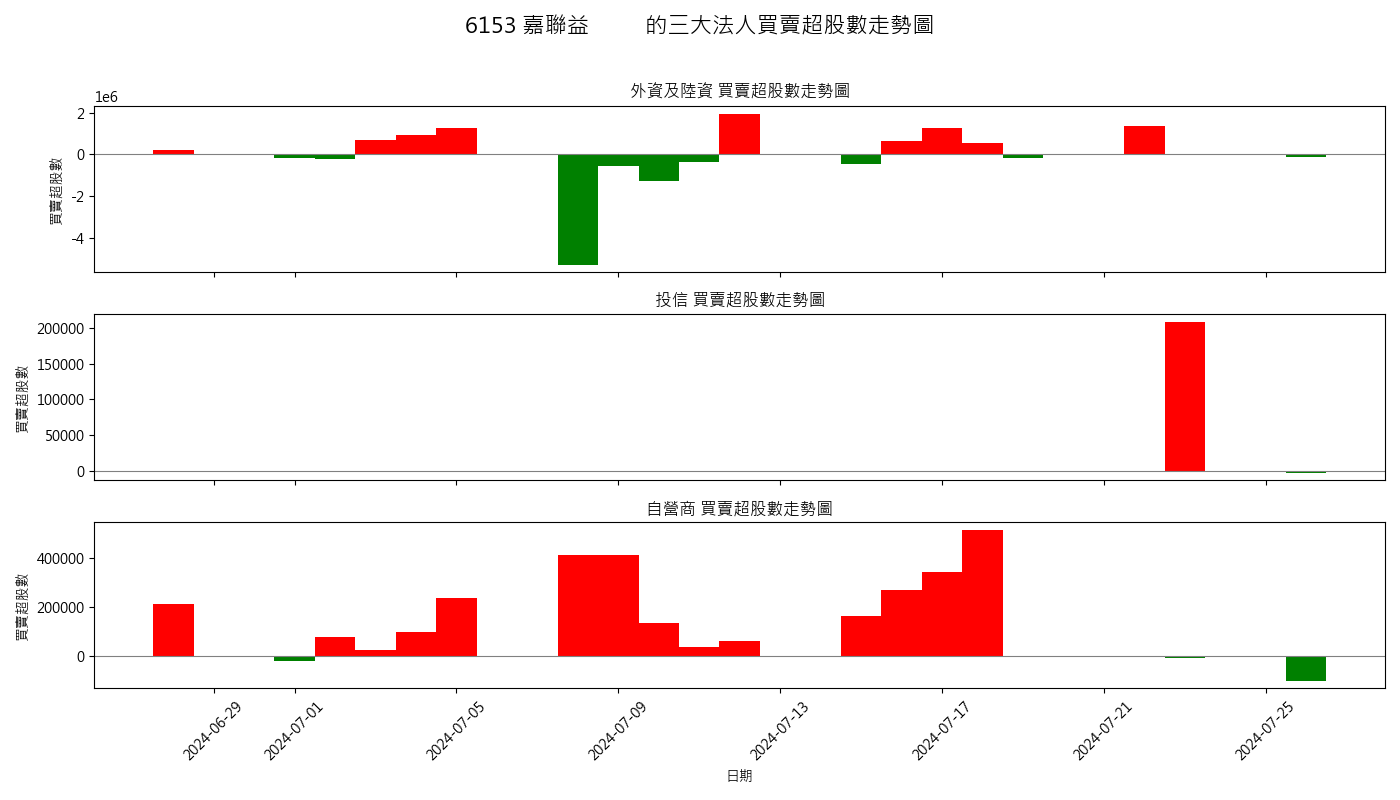 6153 嘉聯益 的三大法人買賣超股數走勢圖
外資及陸資 買賣超股數走勢圖
1e6
買賣超股數
2
0
-2
-4
投信 買賣超股數走勢圖
買賣超股數
200000
150000
100000
50000
0
自營商 買賣超股數走勢圖
買賣超股數
400000
200000
0
2024-06-29
2024-07-01
2024-07-05
2024-07-09
2024-07-13
2024-07-17
2024-07-21
2024-07-25
日期